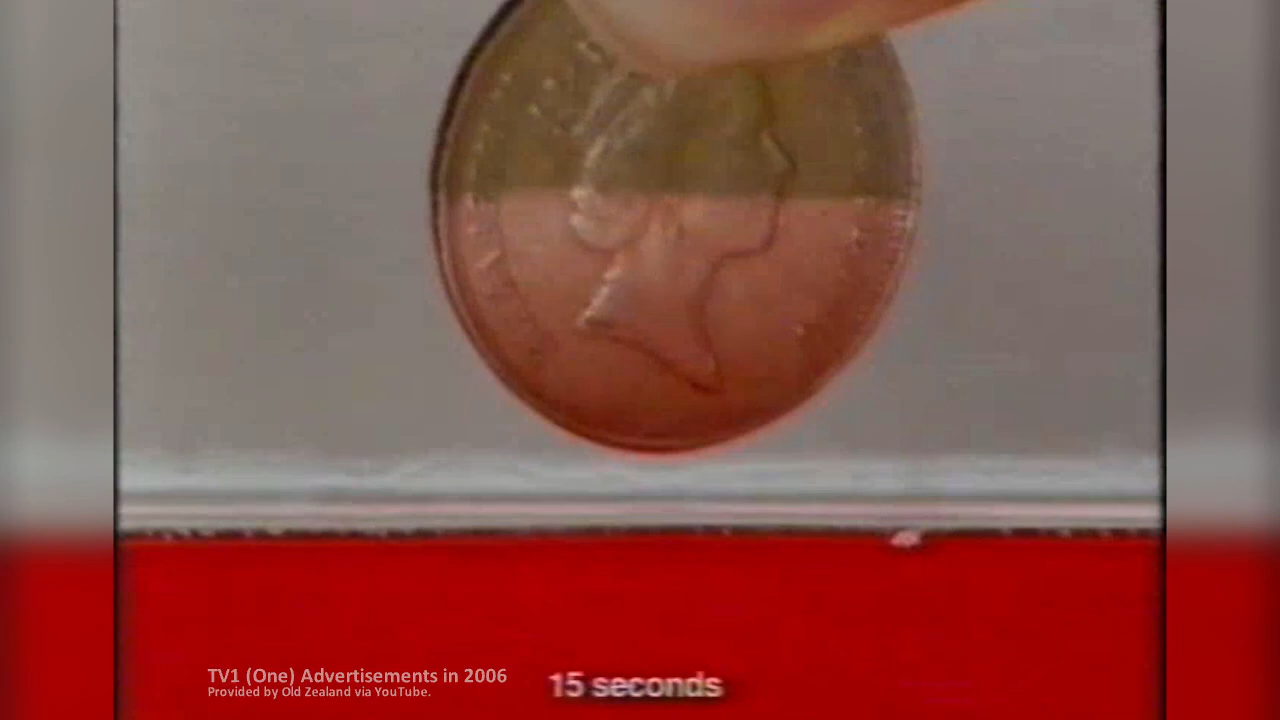 TV1 (One) Advertisements in 2006
Provided by Old Zealand via YouTube.
15 seconds